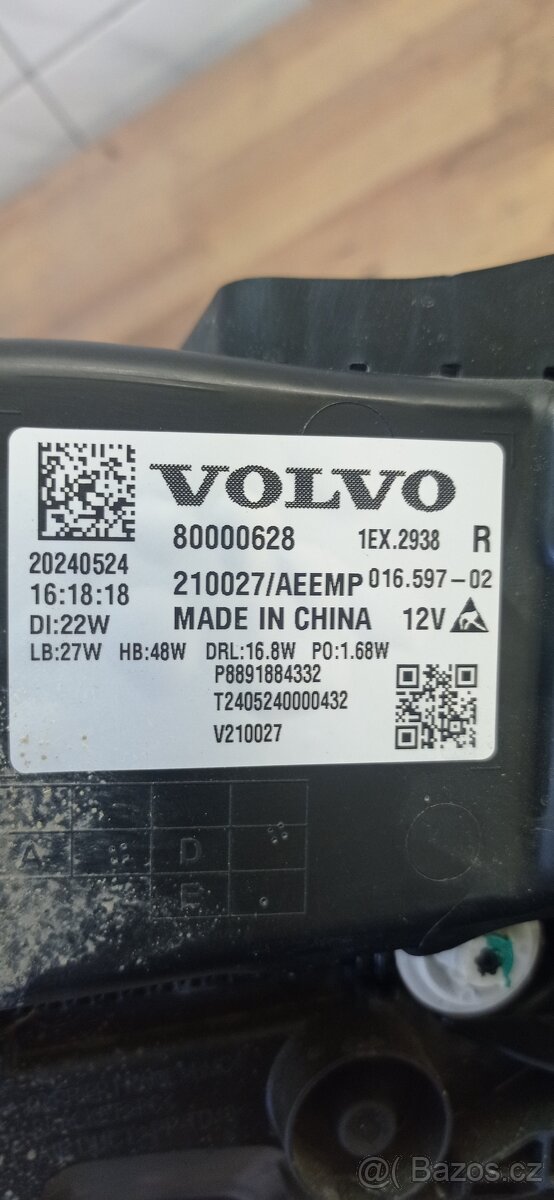 VOLVO
80000628 1EX.2938 R
20240524
210027/AEEMP 016.597-02
16:18:18
MADE IN CHINA 12V
DI:22W
LB:27W HB:48W DRL:16.8W PO:1.68W
P8891884332
T2405240000432
V210027
A D
E
@( Bazoš.cz